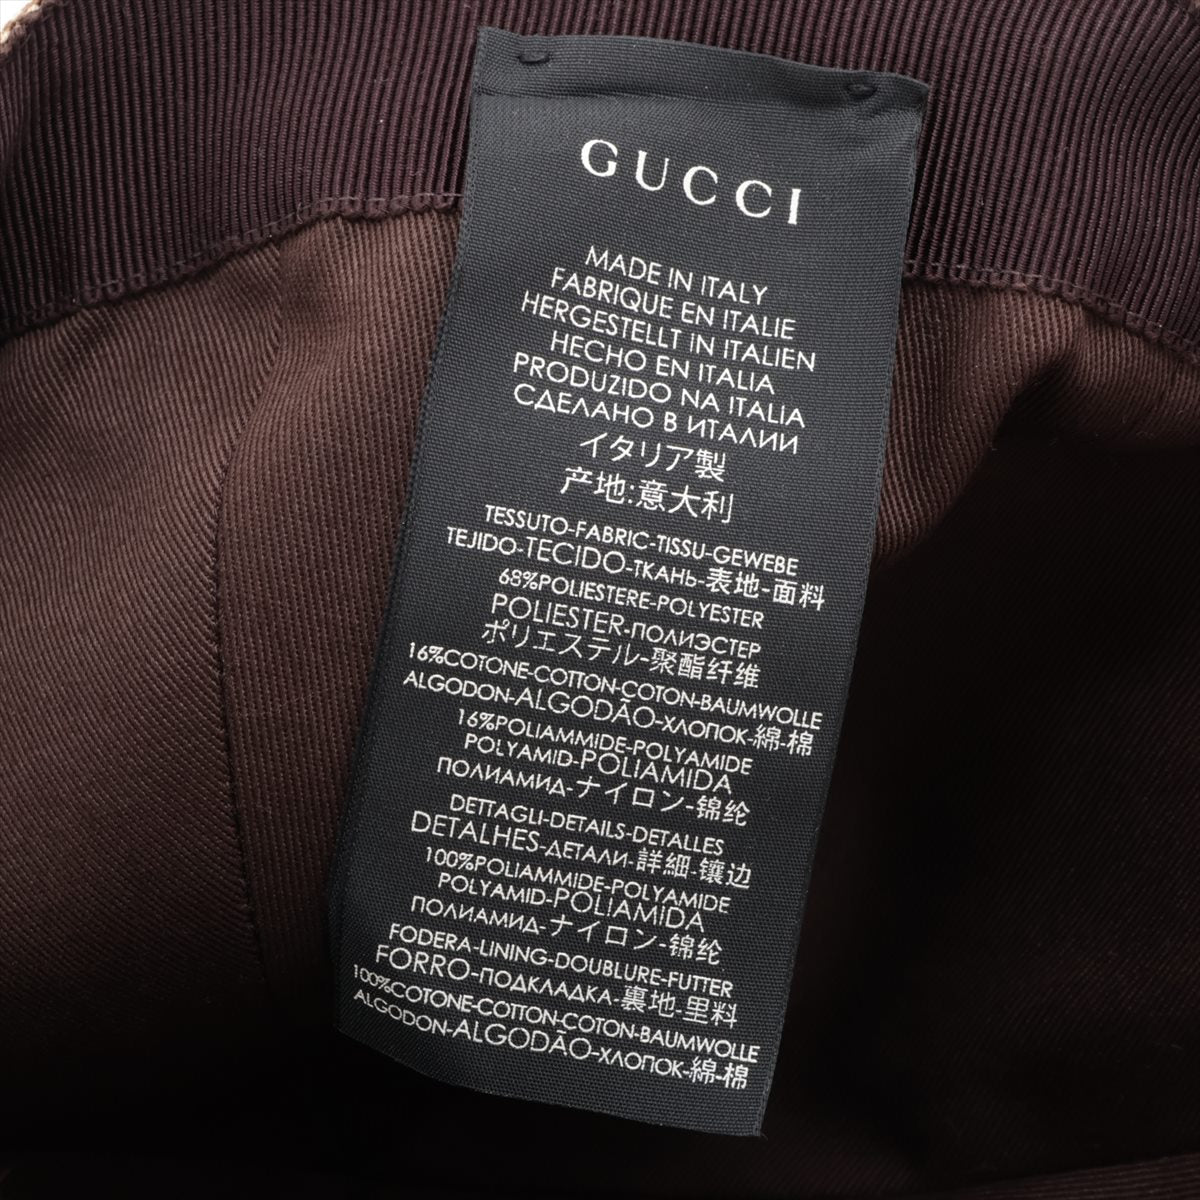 GUCCI
MADE IN ITALY
FABRIQUE EN ITALIE
HERGESTELLT IN ITALIEN
HECHO EN ITALIA
PRODUZIDO NA ITALIA
СДЕЛАНО В ИТАЛИИ
イタリア製
产地:意大利
TESSUTO-FABRIC-TISSU-GEWEBE
TEJIDO-TECIDO-ТКАНЬ-表地-面料
68%POLIESTERE-POLYESTER
POLIESTER-ПОЛИЭСТЕР
ポリエステル-聚酯纤维
16%COTONE-COTTON-COTON-BAUMWOLLE
ALGODON-ALGODÃO-ХЛОПОК-綿-棉
16%POLIAMMIDE-POLYAMIDE
POLYAMID-POLIAMIDA
ПОЛИАМИД-ナイロン-锦纶
DETTAGLI-DETAILS-DETALLES
DETALHES-ДЕТАЛИ-詳細-镶边
100%POLIAMMIDE-POLYAMIDE
POLYAMID-POLIAMIDA
ПОЛИАМИД-ナイロン-锦纶
FODERA-LINING-DOUBLURE-FUTTER
FORRO-ПОДКЛАДКА-裏地-里料
100%COTONE-COTTON-COTON-BAUMWOLLE
ALGODON-ALGODÃO-ХЛОПОК-綿-棉